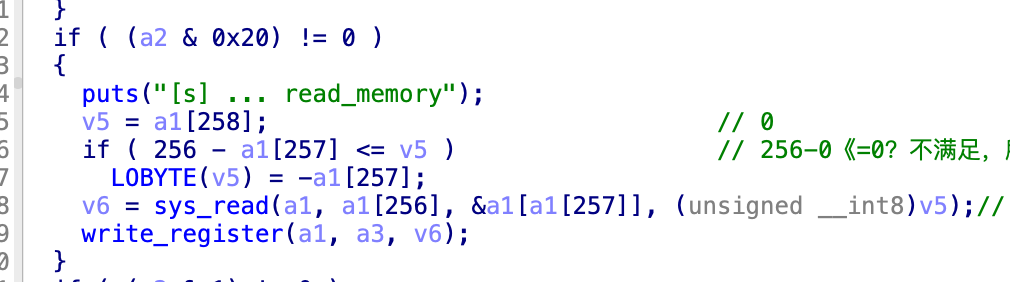 1 }
2 if ( (a2 & 0x20) != 0 )
3 {
4 puts("[s] ... read_memory");
5 v5 = a1[258]; // 0
6 if ( 256 - a1[257] <= v5 ) // 256-0《=0？不满足，
7 LOBYTE(v5) = -a1[257];
8 v6 = sys_read(a1, a1[256], &a1[a1[257]], (unsigned __int8)v5);//
9 write_register(a1, a3, v6);
0 }